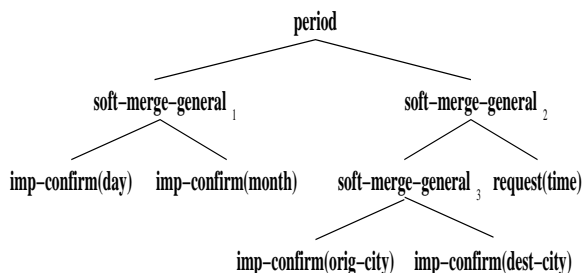 period
soft-merge-general 1 soft-merge-general 2
imp-confirm(day) imp-confirm(month) soft-merge-general 3 request(time)
imp-confirm(orig-city) imp-confirm(dest-city)